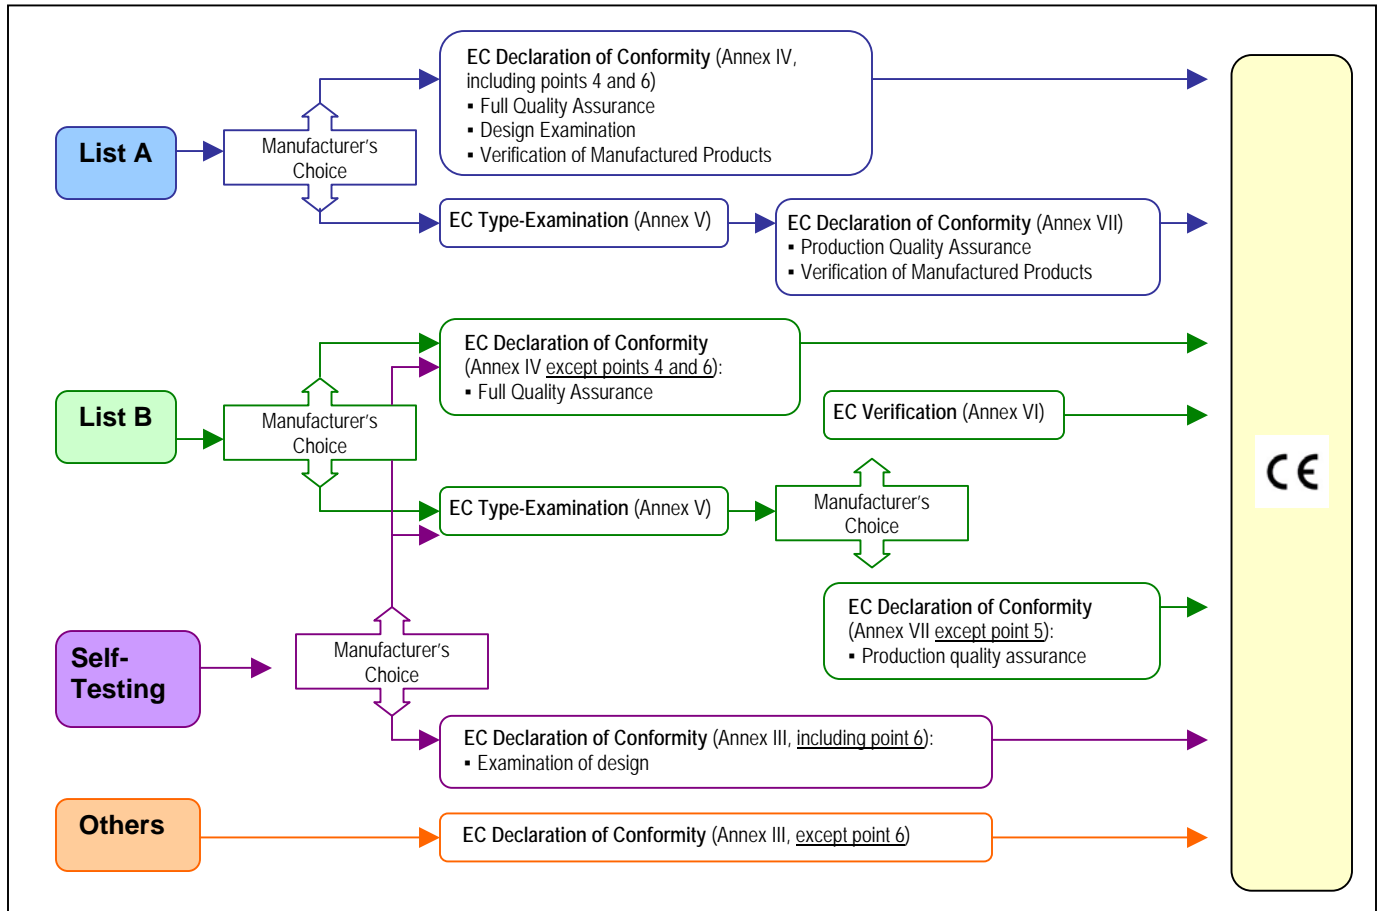 EC Declaration of Conformity (Annex IV,
including points 4 and 6)
▪ Full Quality Assurance
▪ Design Examination
▪ Verification of Manufactured Products
List A
Manufacturer's
Choice
EC Type-Examination (Annex V)
EC Declaration of Conformity (Annex VII)
▪ Production Quality Assurance
▪ Verification of Manufactured Products
EC Declaration of Conformity
(Annex IV except points 4 and 6):
▪ Full Quality Assurance
List B
Manufacturer's
Choice
EC Verification (Annex VI)
EC Type-Examination (Annex V)
Manufacturer's
Choice
CE
EC Declaration of Conformity
(Annex VII except point 5):
▪ Production quality assurance
Self-
Testing
Manufacturer's
Choice
EC Declaration of Conformity (Annex III, including point 6):
▪ Examination of design
Others
EC Declaration of Conformity (Annex III, except point 6)